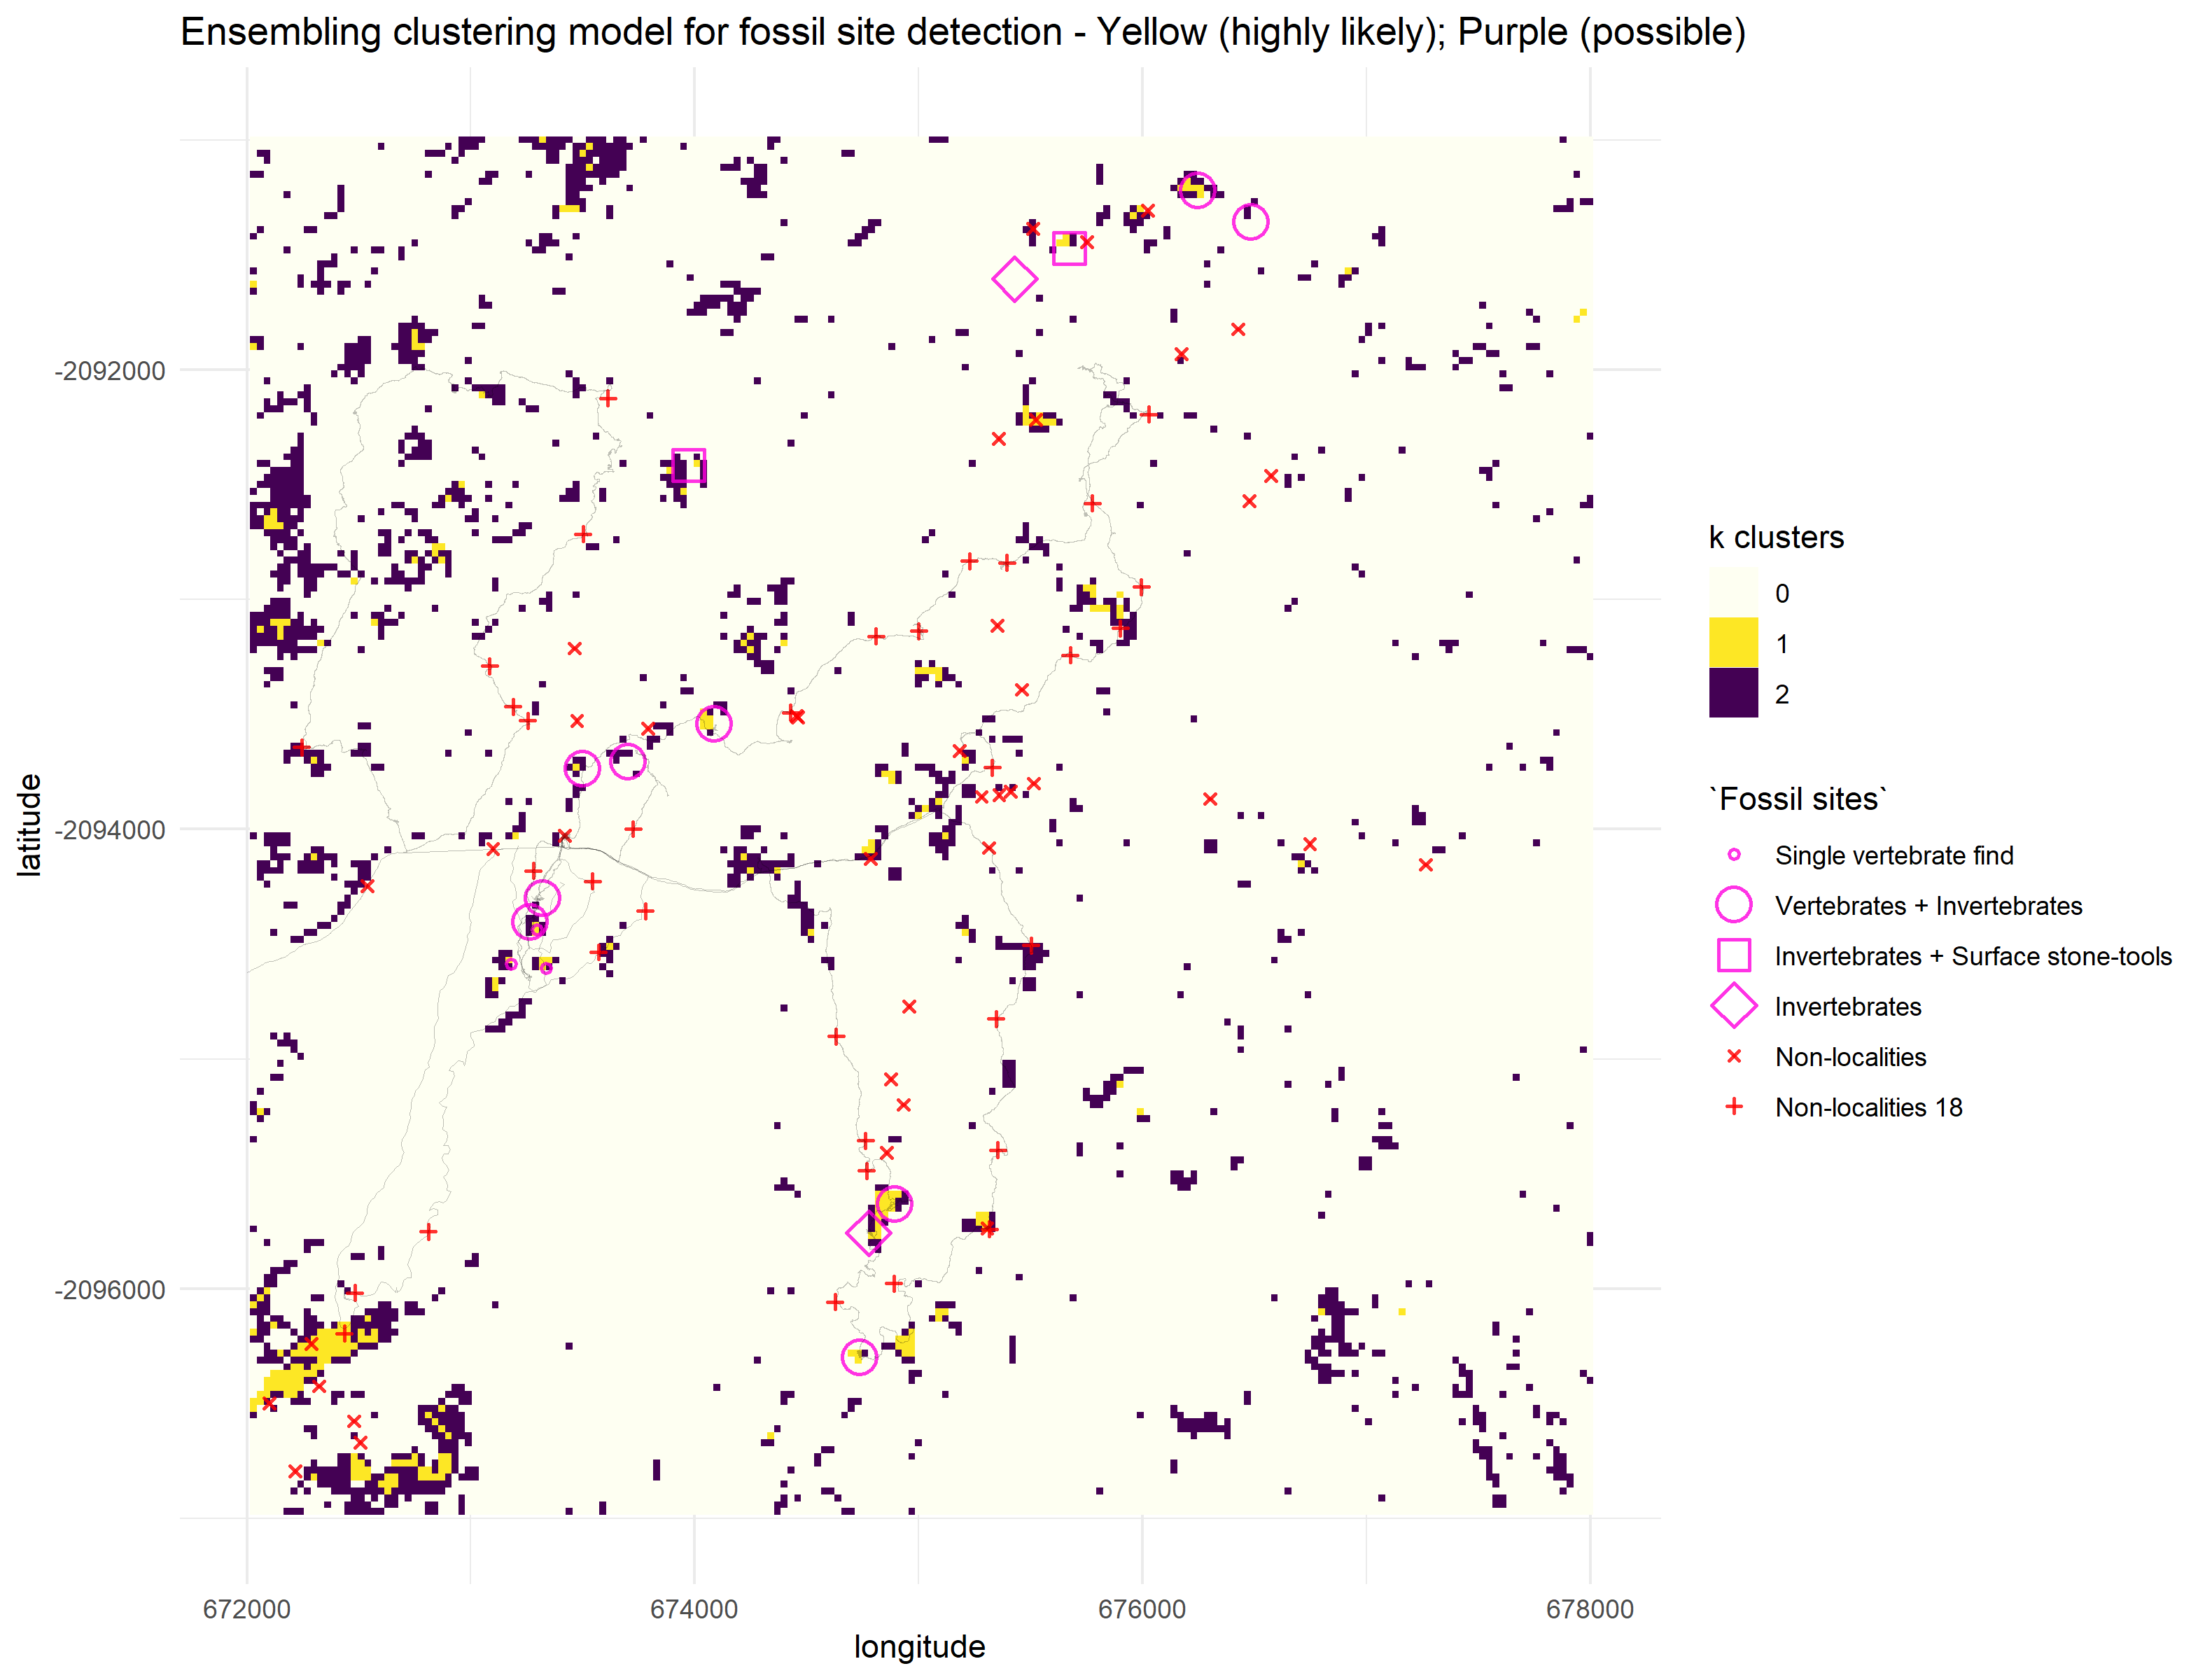 Ensembling clustering model for fossil site detection - Yellow (highly likely); Purple (possible)
-2092000
-2094000
-2096000
latitude
672000
674000
676000
678000
longitude
k clusters
0
1
2
`Fossil sites`
Single vertebrate find
Vertebrates + Invertebrates
Invertebrates + Surface stone-tools
Invertebrates
Non-localities
Non-localities 18